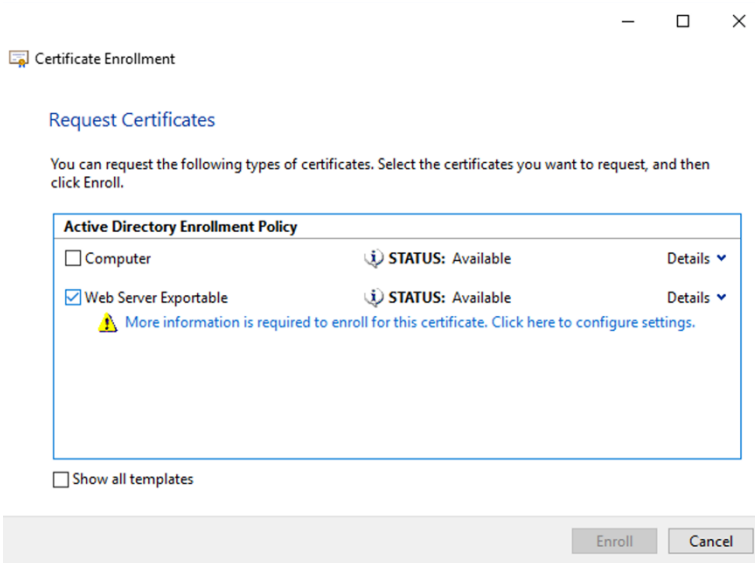 Certificate Enrollment
Request Certificates
You can request the following types of certificates. Select the certificates you want to request, and then
click Enroll.
Active Directory Enrollment Policy
Computer STATUS: Available Details
Web Server Exportable STATUS: Available Details
More information is required to enroll for this certificate. Click here to configure settings.
Show all templates
Enroll Cancel